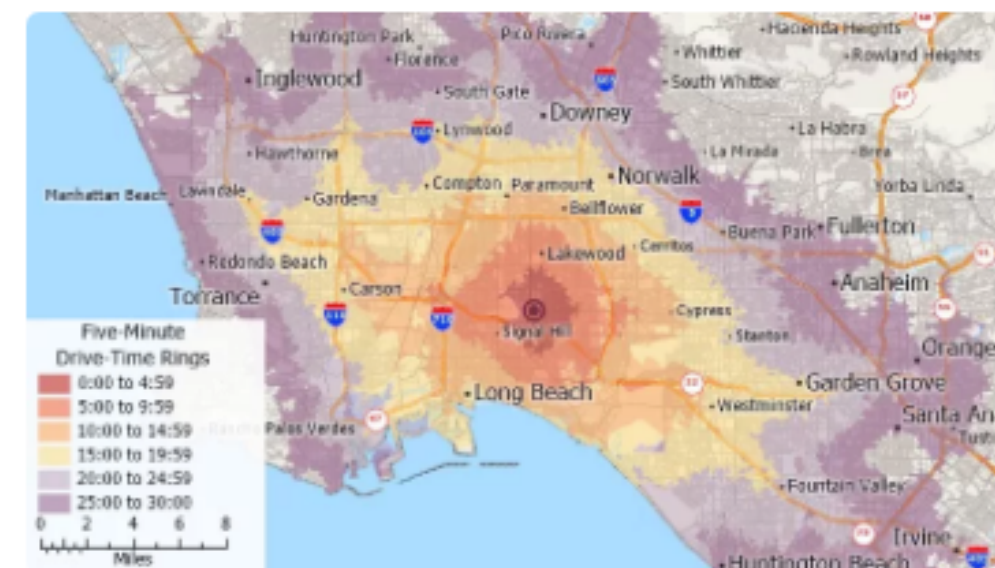 Hacienda Heights
Huntington Park
Pico Rivera
Whittier
Rowland Heights
Florence
Inglewood
South Whittier
South Gate
Downey
Lynwood
La Habra
Hawthorne
La Mirada
Brea
Norwalk
Compton
Paramount
Yorba Linda
Manhattan Beach
Lawndale
Gardena
Bellflower
Buena Park
Fullerton
Lakewood
Cerritos
Redondo Beach
Anaheim
Torrance
Carson
Cypress
Signal Hill
Stanton
Orange
Long Beach
Garden Grove
Westminster
Santa An
Palos Verdes
Tust
Fountain Valley
Irvine
Huntington Beach
Five-Minute
Drive-Time Rings
0:00 to 4:59
5:00 to 9:59
10:00 to 14:59
15:00 to 19:59
20:00 to 24:59
25:00 to 30:00
0 2 4 6 8
Miles